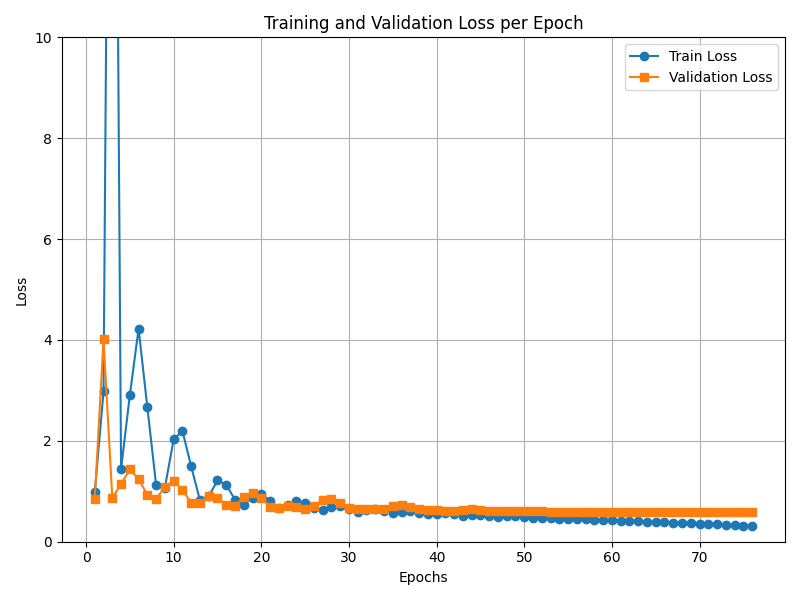 Training and Validation Loss per Epoch
10
8
6
4
2
0
Loss
Train Loss
Validation Loss
0 10 20 30 40 50 60 70
Epochs